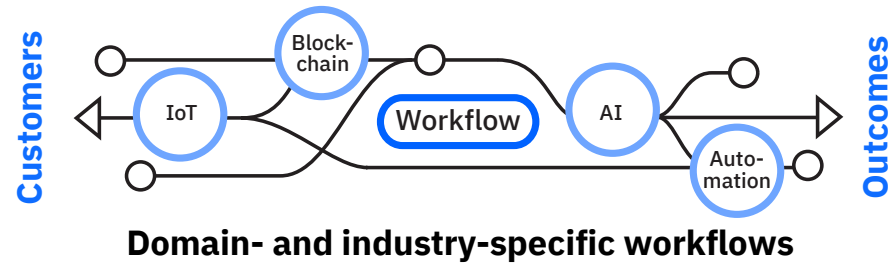 Customers
IoT
Block-
chain
Workflow
AI
Auto-
mation
Outcomes
Domain- and industry-specific workflows